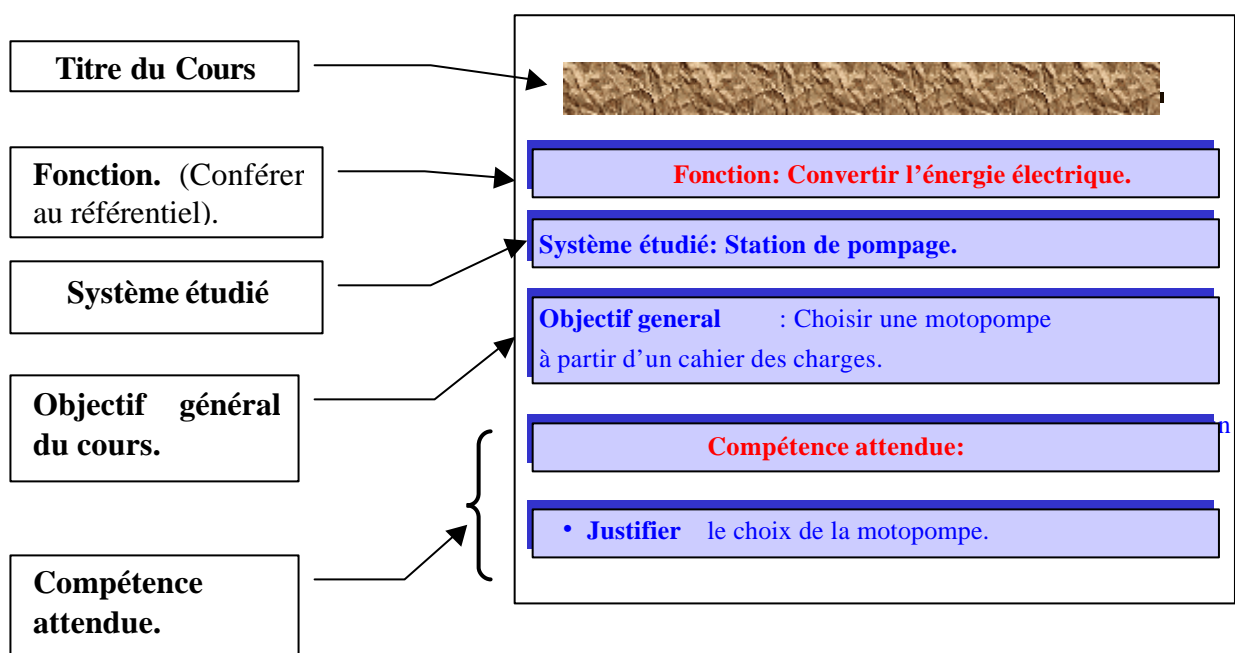 Titre du Cours
Fonction. (Conférer
au référentiel).
Système étudié
Objectif général
du cours.
Compétence
attendue.
Fonction: Convertir l’énergie électrique.
Système étudié: Station de pompage.
Objectif general : Choisir une motopompe
à partir d’un cahier des charges.
n
Compétence attendue:
• Justifier le choix de la motopompe.